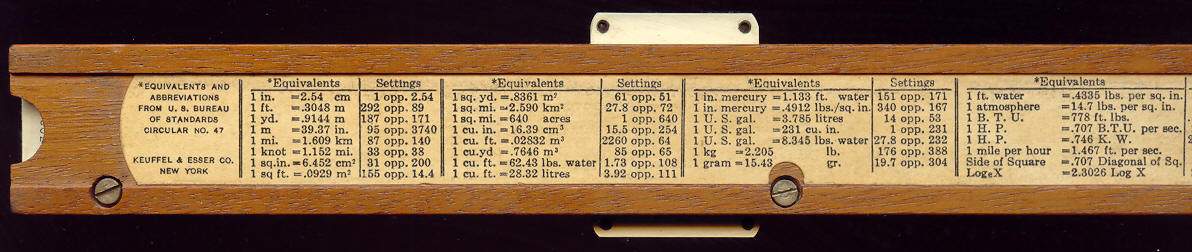 *EQUIVALENTS AND
ABBREVIATIONS
FROM U. S. BUREAU
OF STANDARDS
CIRCULAR NO. 47
KEUFFEL & ESSER CO.
NEW YORK
*Equivalents Settings
1 in. =2.54 cm 1 opp. 2.54
1 ft. =.3048 m 292 opp. 89
1 yd. =.9144 m 187 opp. 171
1 m =39.37 in. 95 opp. 3740
1 mi. =1.609 km 87 opp. 140
1 knot =1.152 mi. 33 opp. 38
1 sq.in. =6.452 cm² 31 opp. 200
1 sq ft. =.0929 m² 155 opp. 14.4
*Equivalents Settings
1 sq. yd. =.8361 m² 61 opp. 51
1 sq. mi. =2.590 km² 27.8 opp. 72
1 sq. mi. =640 acres 1 opp. 640
1 cu. in. =16.39 cm³ 15.5 opp. 254
1 cu. ft. =.02832 m³ 2260 opp. 64
1 cu. yd =.7646 m³ 85 opp. 65
1 cu. ft. =62.43 lbs. water 1.73 opp. 108
1 cu. ft. =28.32 litres 3.92 opp. 111
*Equivalents Settings
1 in. mercury =1.133 ft. water 151 opp. 171
1 in. mercury =.4912 lbs./sq. in. 340 opp. 167
1 U. S. gal. =3.785 litres 14 opp. 53
1 U. S. gal. =231 cu. in. 1 opp. 231
1 U. S. gal. =8.345 lbs. water 27.8 opp. 232
1 kg =2.205 lb. 176 opp. 388
1 gram =15.43 gr. 19.7 opp. 304
*Equivalents
1 ft. water =.4335 lbs. per sq. in.
1 atmosphere =14.7 lbs. per sq. in.
1 B. T. U. =778 ft. lbs.
1 H. P. =.707 B.T.U. per sec.
1 H. P. =.746 K. W.
1 mile per hour =1.467 ft. per sec.
Side of Square =.707 Diagonal of Sq.
LogeX =2.3026 Log X